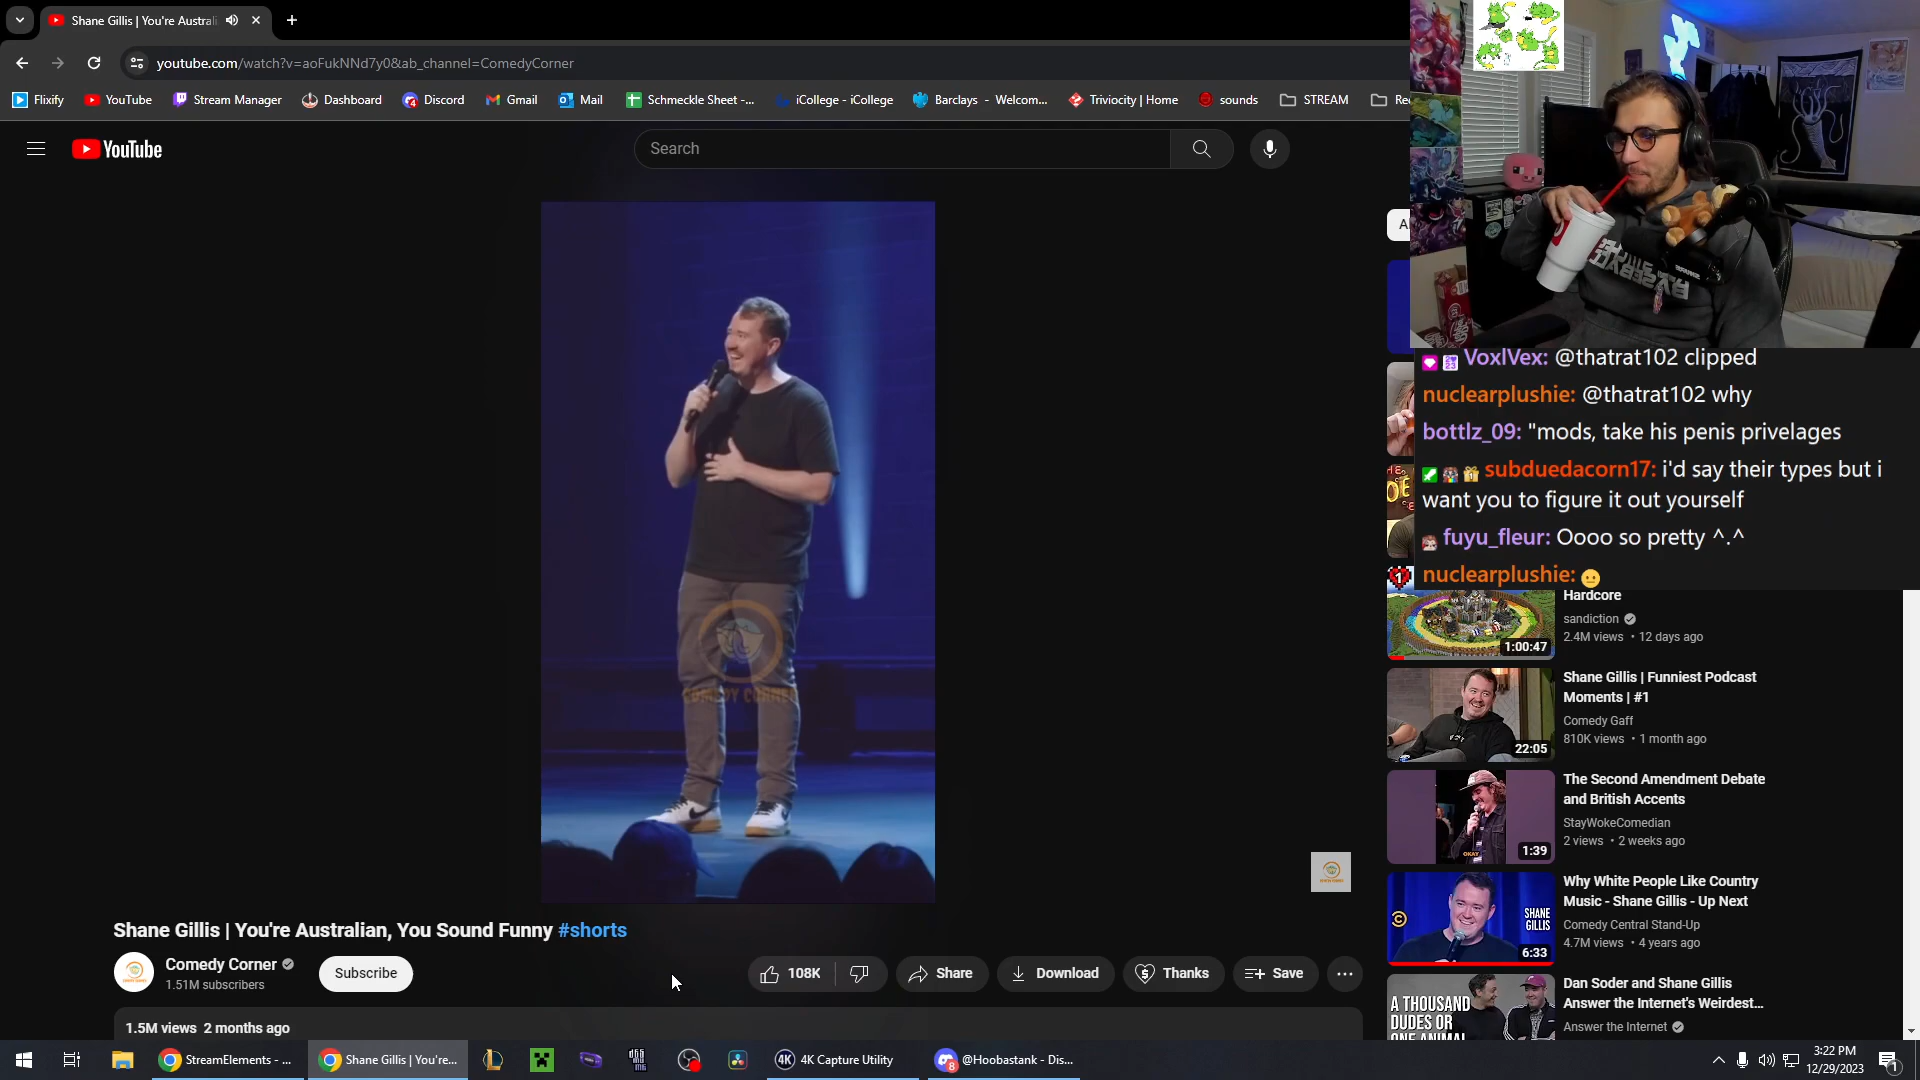 Shane Gillis | You're Austral
youtube.com/watch?v=aoFukNNd7y0&ab_channel=ComedyCorner
Flixify
YouTube
Stream Manager
Dashboard
Discord
Gmail
Mail
Schmeckle Sheet -...
iCollege - iCollege
Barclays - Welcom...
Triviocity | Home
sounds
STREAM
Re
YouTube
Search
COMEDY CORNER
VoxlVex: @thatrat102 clipped
nuclearplushie: @thatrat102 why
bottlz_09: "mods, take his penis privelages
subduedacorn17: i'd say their types but i
want you to figure it out yourself
fuyu_fleur: Oooo so pretty ^.^
nuclearplushie:
Hardcore
sandiction
2.4M views • 12 days ago
1:00:47
Shane Gillis | Funniest Podcast
Moments | #1
Comedy Gaff
810K views • 1 month ago
22:05
The Second Amendment Debate
and British Accents
StayWokeComedian
2 views • 2 weeks ago
OKAY
1:39
Why White People Like Country
Music - Shane Gillis - Up Next
Comedy Central Stand-Up
4.7M views • 4 years ago
SHANE
GILLIS
6:33
Dan Soder and Shane Gillis
Answer the Internet's Weirdest...
Answer the Internet
A THOUSAND
DUDES OR
ONE ANIMAL
Shane Gillis | You're Australian, You Sound Funny #shorts
Comedy Corner
1.51M subscribers
Subscribe
108K
Share
Download
Thanks
Save
1.5M views 2 months ago
StreamElements - ...
Shane Gillis | You're...
4K
4K Capture Utility
8
@Hoobastank - Dis...
3:22 PM
12/29/2023
1